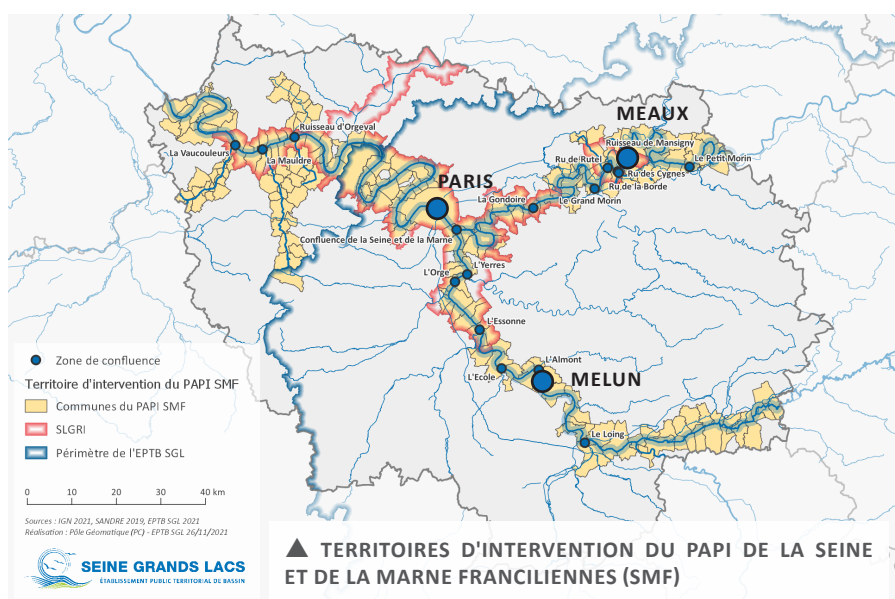 MEAUX
Ruisseau d'Orgeval
Ruisseau de Mansigny
La Vaucouleurs
La Mauldre
Ru de Rutel
Le Petit Morin
Ru des Cygnes
Ru de la Borde
PARIS
La Gondoire
Le Grand Morin
Confluence de la Seine et de la Marne
L'Yerres
L'Orge
L'Essonne
L'Almont
L'Ecole
MELUN
Le Loing
Zone de confluence
Territoire d'intervention du PAPI SMF
Communes du PAPI SMF
SLGRI
Périmètre de l'EPTB SGL
0 10 20 30 40 km
Sources : IGN 2021, SANDRE 2019, EPTB SGL 2021
Réalisation : Pôle Géomatique (PC) - EPTB SGL 26/11/2021
SEINE GRANDS LACS
ÉTABLISSEMENT PUBLIC TERRITORIAL DE BASSIN
▲ TERRITOIRES D'INTERVENTION DU PAPI DE LA SEINE
ET DE LA MARNE FRANCILIENNES (SMF)